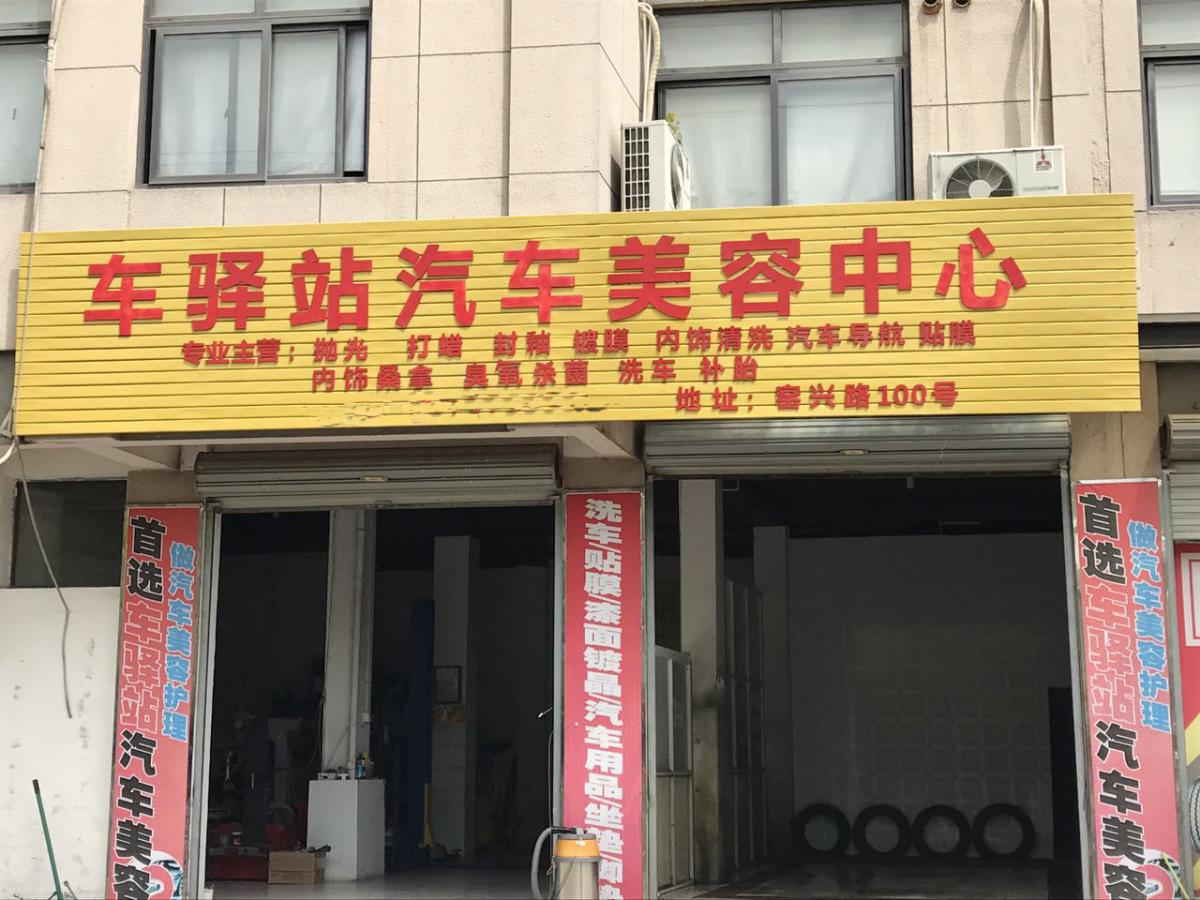 车驿站汽车美容中心
专业主营：抛光 打蜡 封釉 镀膜 内饰清洗 汽车导航 贴膜
内饰桑拿 臭氧杀菌 洗车 补胎
地址：窑兴路100号
做汽车美容护理
首选车驿站汽车美容
洗车/贴膜/漆面镀晶/汽车用品/坐垫/脚垫
做汽车美容护理
首选车驿站汽车美容